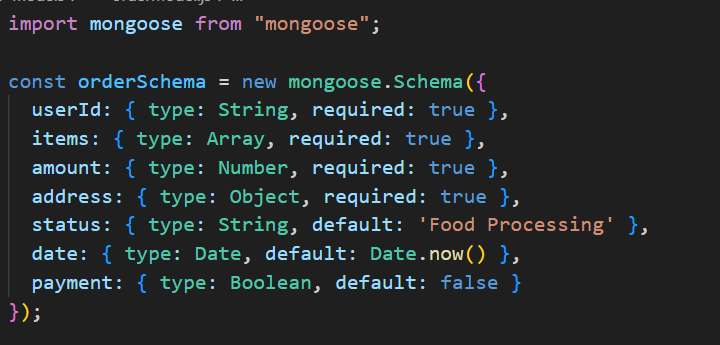 import mongoose from "mongoose";
const orderSchema = new mongoose.Schema({
  userId: { type: String, required: true },
  items: { type: Array, required: true },
  amount: { type: Number, required: true },
  address: { type: Object, required: true },
  status: { type: String, default: 'Food Processing' },
  date: { type: Date, default: Date.now() },
  payment: { type: Boolean, default: false }
});